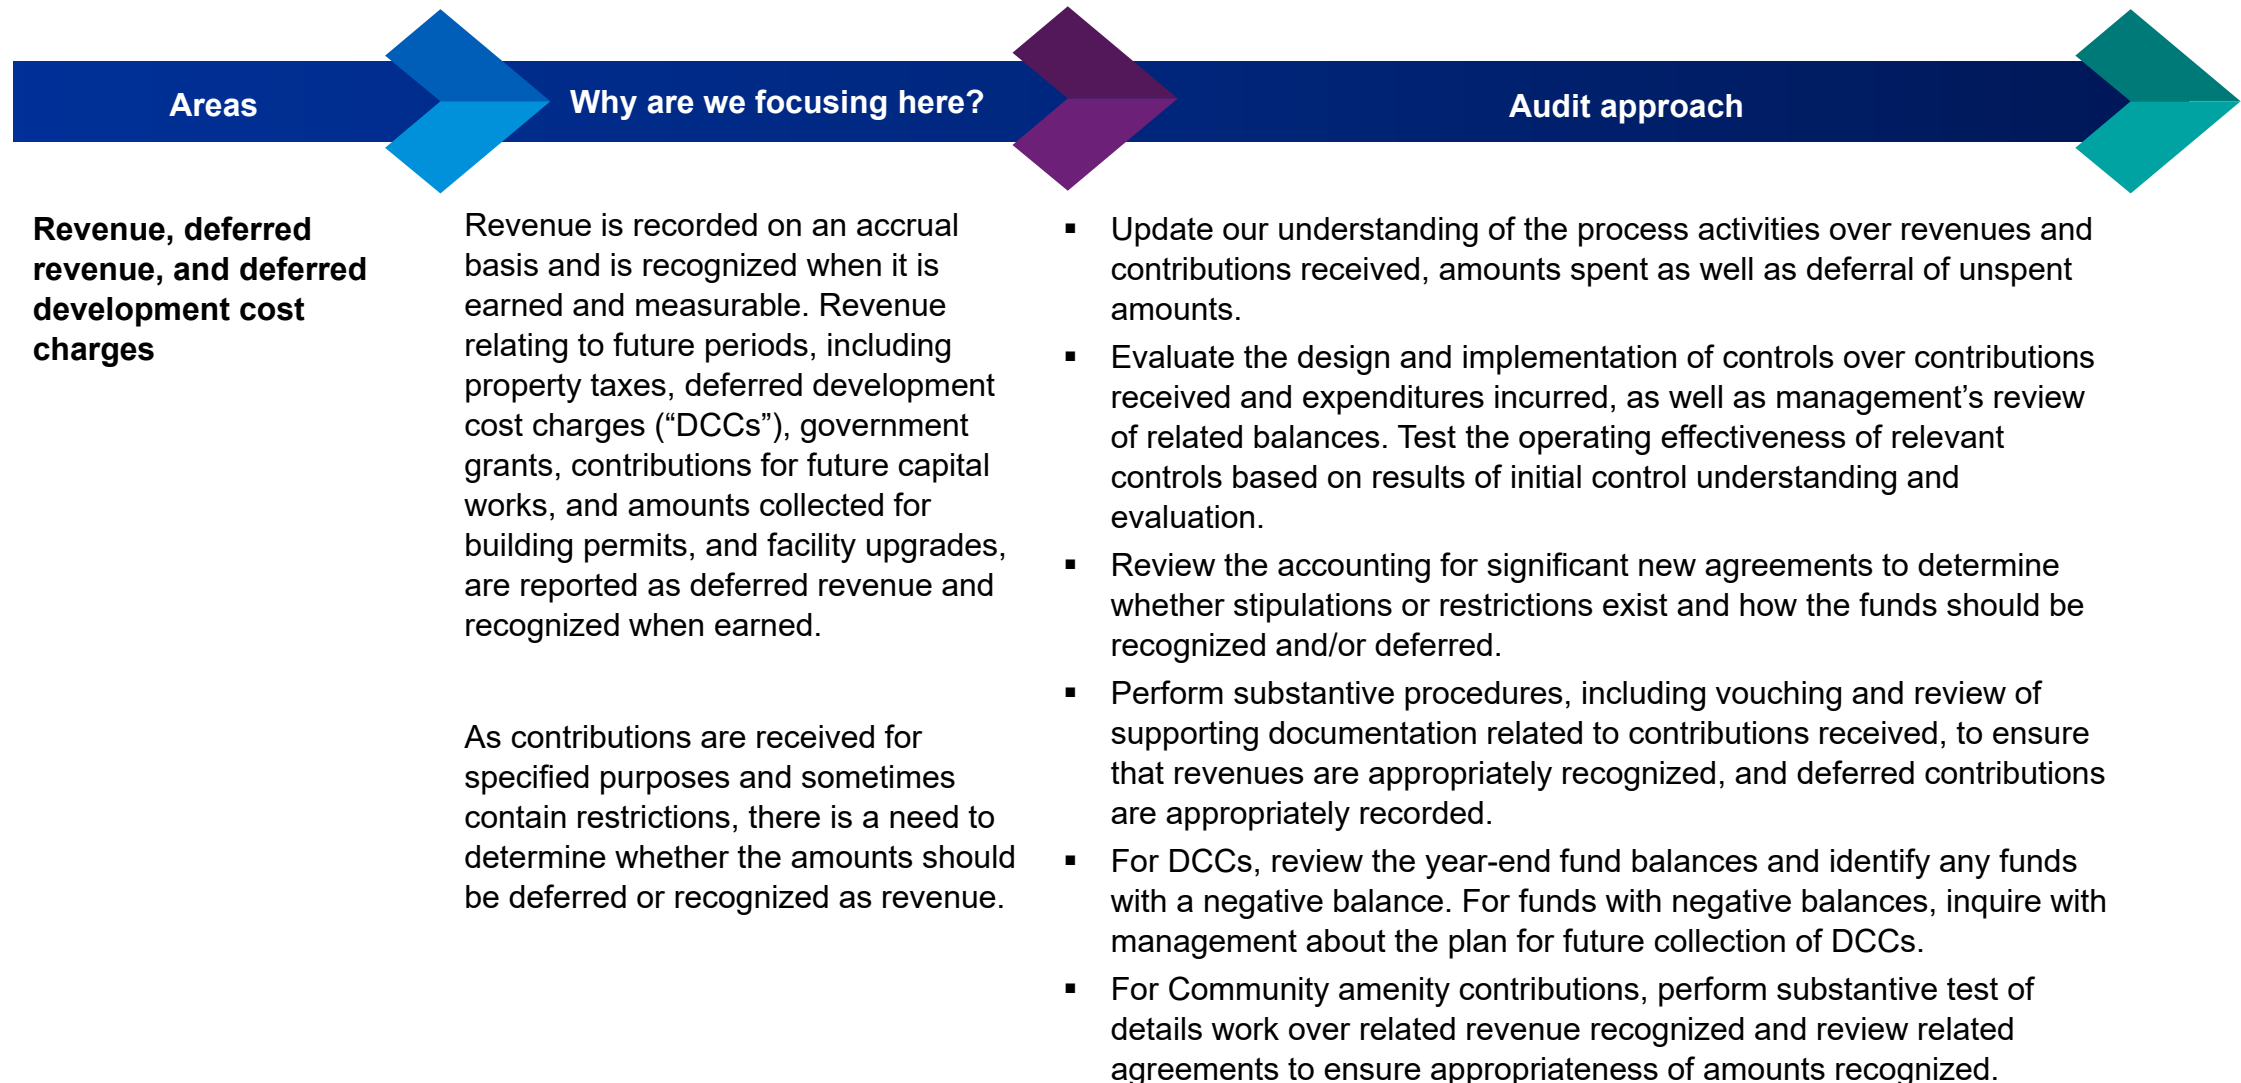 Areas
Why are we focusing here?
Audit approach
Revenue, deferred
revenue, and deferred
development cost
charges
Revenue is recorded on an accrual
basis and is recognized when it is
earned and measurable. Revenue
relating to future periods, including
property taxes, deferred development
cost charges (“DCCs”), government
grants, contributions for future capital
works, and amounts collected for
building permits, and facility upgrades,
are reported as deferred revenue and
recognized when earned.
As contributions are received for
specified purposes and sometimes
contain restrictions, there is a need to
determine whether the amounts should
be deferred or recognized as revenue.
▪ Update our understanding of the process activities over revenues and
contributions received, amounts spent as well as deferral of unspent
amounts.
▪ Evaluate the design and implementation of controls over contributions
received and expenditures incurred, as well as management’s review
of related balances. Test the operating effectiveness of relevant
controls based on results of initial control understanding and
evaluation.
▪ Review the accounting for significant new agreements to determine
whether stipulations or restrictions exist and how the funds should be
recognized and/or deferred.
▪ Perform substantive procedures, including vouching and review of
supporting documentation related to contributions received, to ensure
that revenues are appropriately recognized, and deferred contributions
are appropriately recorded.
▪ For DCCs, review the year-end fund balances and identify any funds
with a negative balance. For funds with negative balances, inquire with
management about the plan for future collection of DCCs.
▪ For Community amenity contributions, perform substantive test of
details work over related revenue recognized and review related
agreements to ensure appropriateness of amounts recognized.